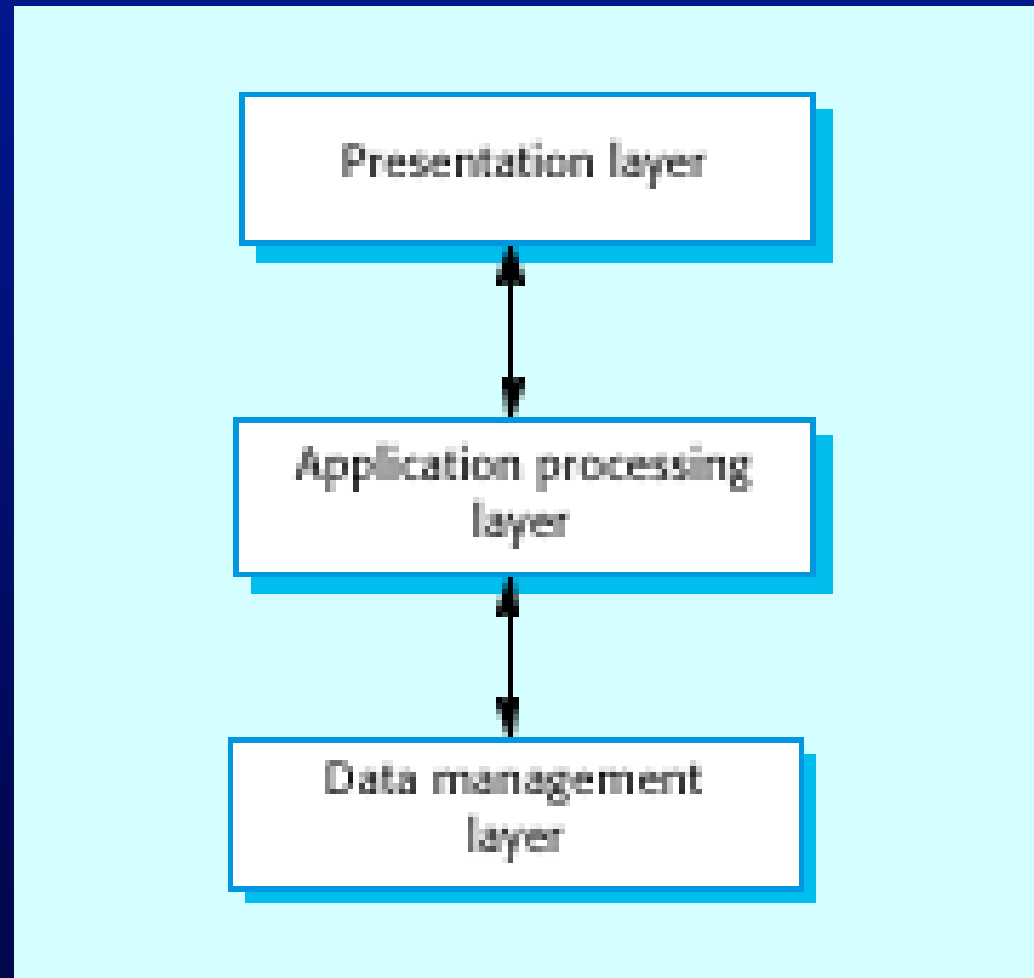 Presentation layer
Application processing
layer
Data management
layer